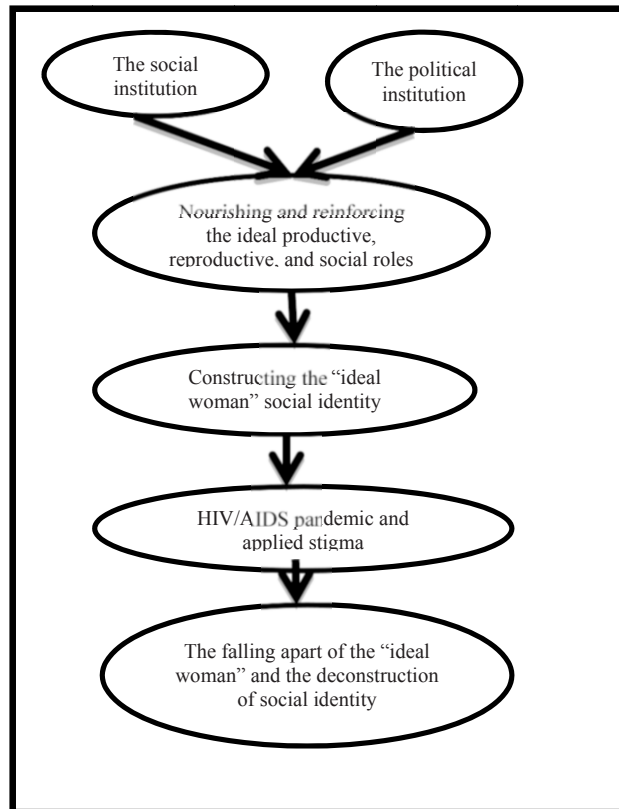 The social
institution
The political
institution
Nourishing and reinforcing
the ideal productive,
reproductive, and social roles
Constructing the “ideal
woman” social identity
HIV/AIDS pandemic and
applied stigma
The falling apart of the “ideal
woman” and the deconstruction
of social identity